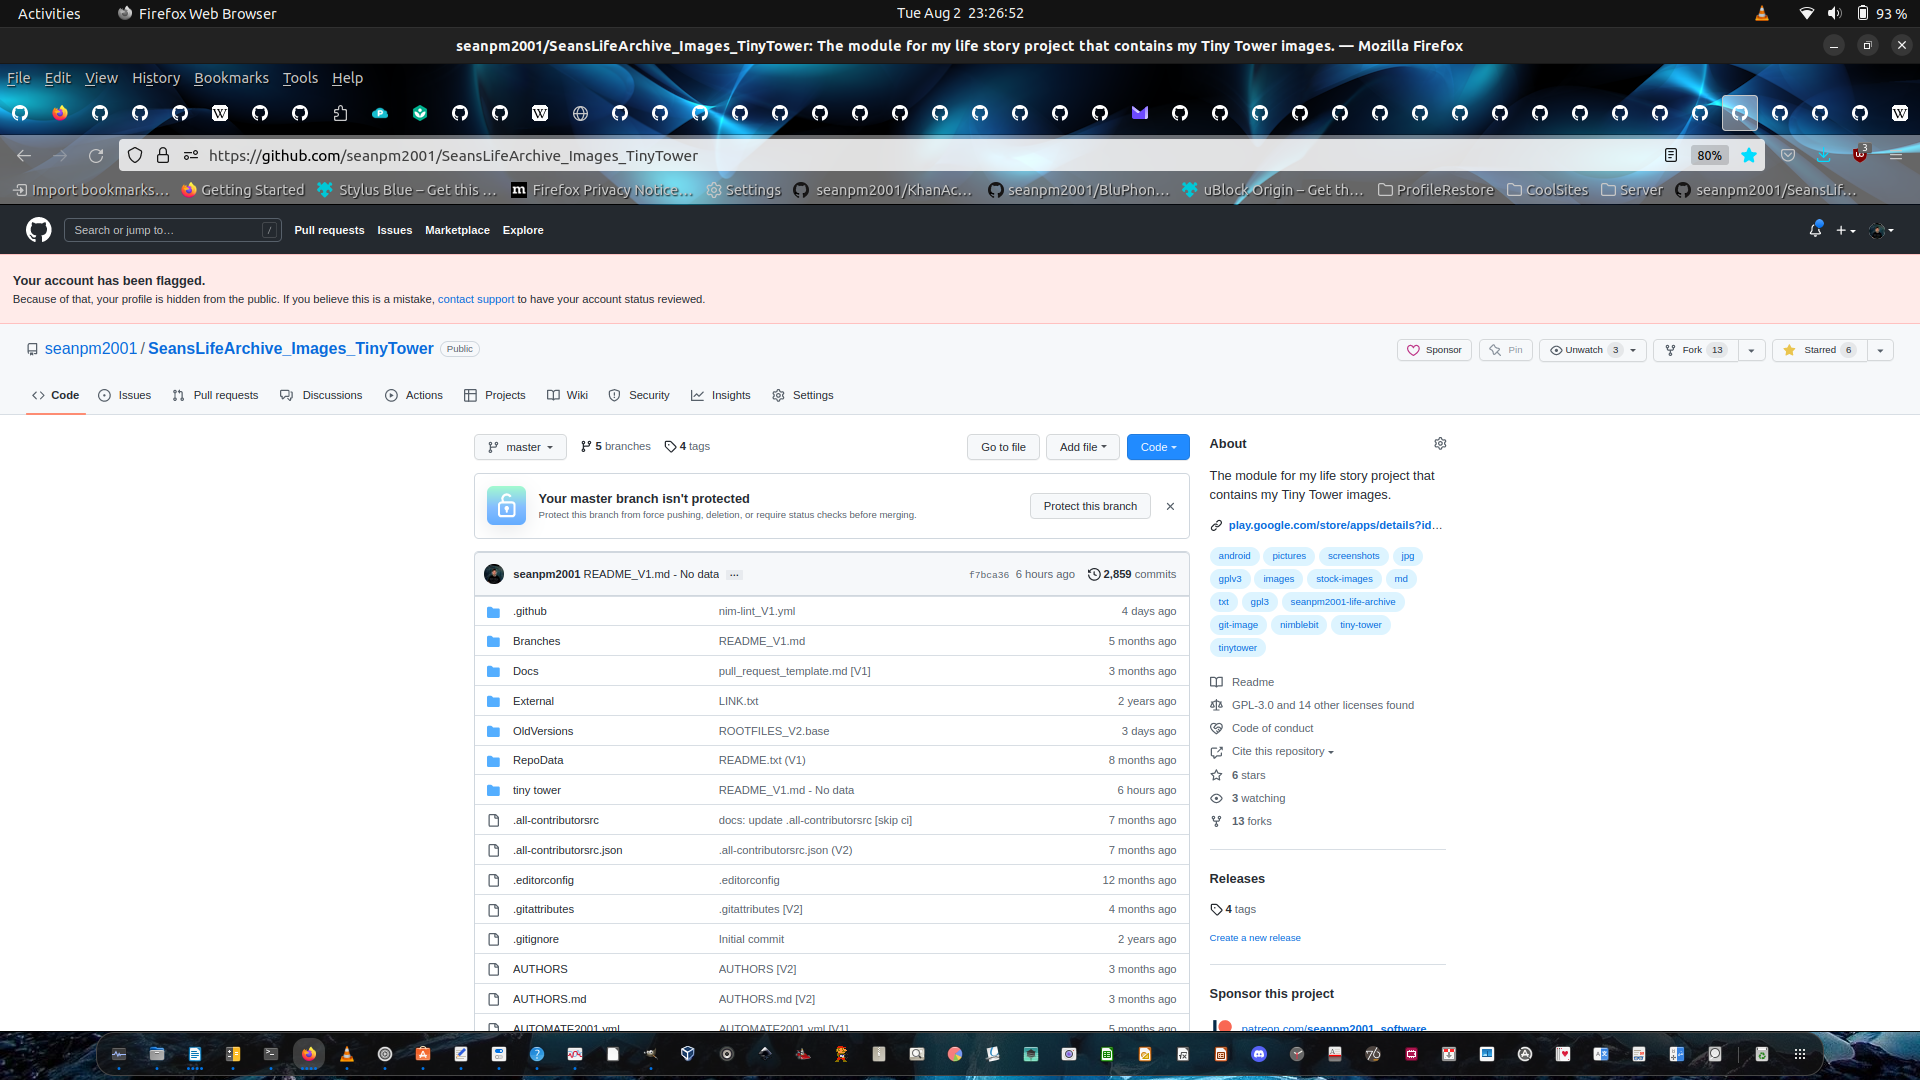 Activities
Firefox Web Browser
Tue Aug 2 23:26:52
93 %
seanpm2001/SeansLifeArchive_Images_TinyTower: The module for my life story project that contains my Tiny Tower images. — Mozilla Firefox
File Edit View History Bookmarks Tools Help
https://github.com/seanpm2001/SeansLifeArchive_Images_TinyTower
80%
3
Import bookmarks… Getting Started Stylus Blue – Get this … Firefox Privacy Notice… Settings seanpm2001/KhanAc… seanpm2001/BluPhon… uBlock Origin – Get th… ProfileRestore CoolSites Server seanpm2001/SeansLif…
Search or jump to… /
Pull requests Issues Marketplace Explore
Your account has been flagged.
Because of that, your profile is hidden from the public. If you believe this is a mistake, contact support to have your account status reviewed.
seanpm2001 / SeansLifeArchive_Images_TinyTower Public
Sponsor Pin Unwatch 3 Fork 13 Starred 6
Code Issues Pull requests Discussions Actions Projects Wiki Security Insights Settings
master 5 branches 4 tags Go to file Add file Code
Your master branch isn't protected
Protect this branch from force pushing, deletion, or require status checks before merging.
Protect this branch
seanpm2001 README_V1.md - No data … f7bca36 6 hours ago 2,859 commits
.github nim-lint_V1.yml 4 days ago
Branches README_V1.md 5 months ago
Docs pull_request_template.md [V1] 3 months ago
External LINK.txt 2 years ago
OldVersions ROOTFILES_V2.base 3 days ago
RepoData README.txt (V1) 8 months ago
tiny tower README_V1.md - No data 6 hours ago
.all-contributorsrc docs: update .all-contributorsrc [skip ci] 7 months ago
.all-contributorsrc.json .all-contributorsrc.json (V2) 7 months ago
.editorconfig .editorconfig 12 months ago
.gitattributes .gitattributes [V2] 4 months ago
.gitignore Initial commit 2 years ago
AUTHORS AUTHORS [V2] 3 months ago
AUTHORS.md AUTHORS.md [V2] 3 months ago
AUTOMATE2001.yml AUTOMATE2001.yml [V1] 5 months ago
About
The module for my life story project that
contains my Tiny Tower images.
play.google.com/store/apps/details?id…
android pictures screenshots jpg
gplv3 images stock-images md
txt gpl3 seanpm2001-life-archive
git-image nimblebit tiny-tower
tinytower
Readme
GPL-3.0 and 14 other licenses found
Code of conduct
Cite this repository
6 stars
3 watching
13 forks
Releases
4 tags
Create a new release
Sponsor this project
patreon.com/seanpm2001_software